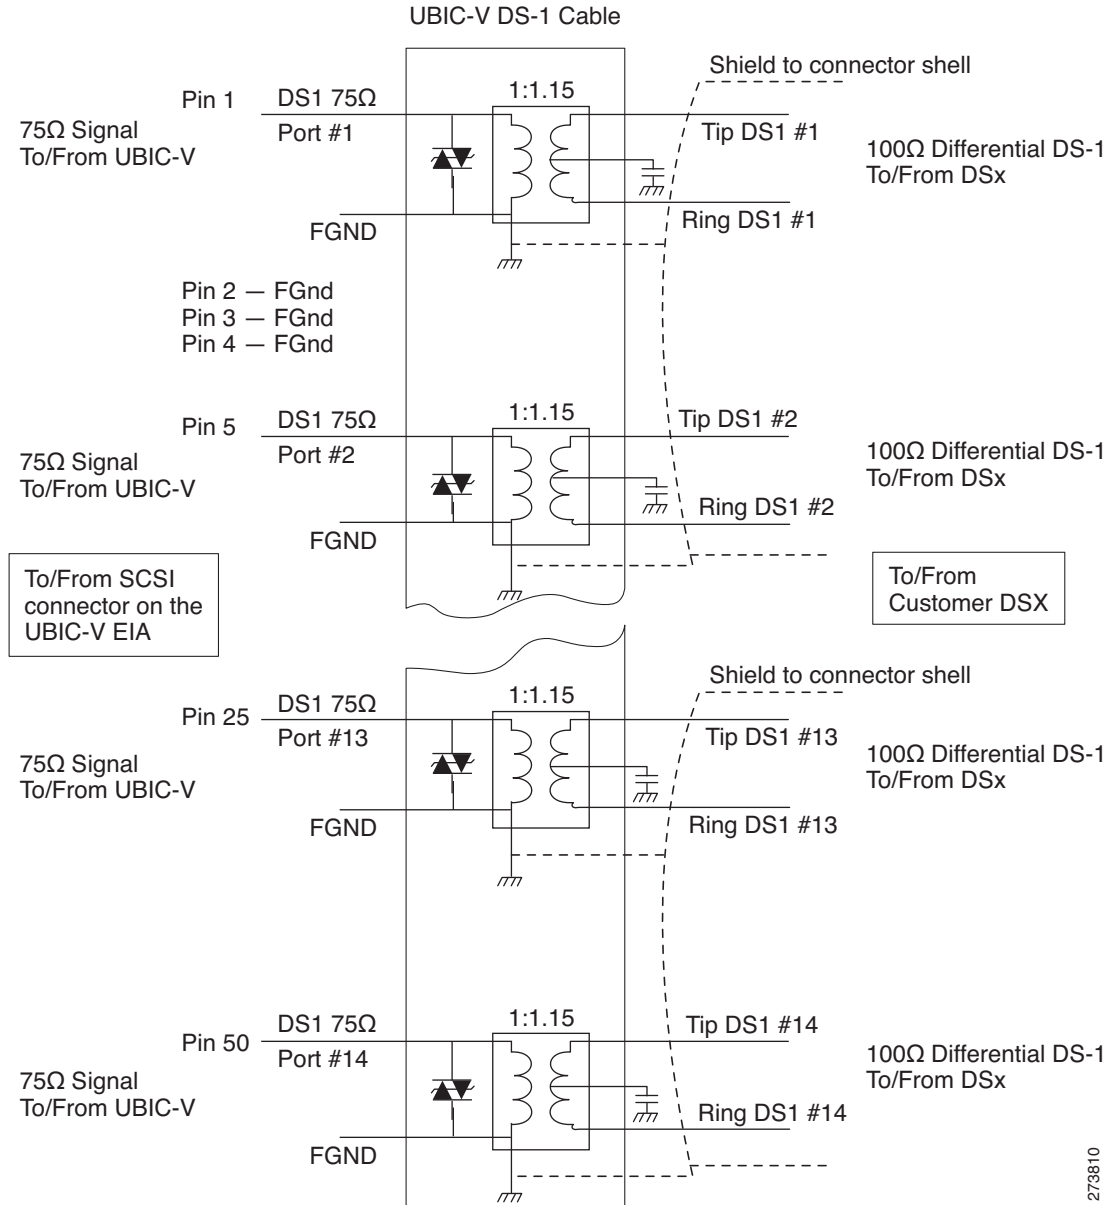 UBIC-V DS-1 Cable
Shield to connector shell
1:1.15
Pin 1
DS1 75Ω
Port #1
Tip DS1 #1
75Ω Signal
To/From UBIC-V
100Ω Differential DS-1
To/From DSx
FGND
Ring DS1 #1
Pin 2 — FGnd
Pin 3 — FGnd
Pin 4 — FGnd
1:1.15
Pin 5
DS1 75Ω
Port #2
Tip DS1 #2
75Ω Signal
To/From UBIC-V
100Ω Differential DS-1
To/From DSx
FGND
Ring DS1 #2
To/From SCSI
connector on the
UBIC-V EIA
To/From
Customer DSX
Shield to connector shell
1:1.15
Pin 25
DS1 75Ω
Port #13
Tip DS1 #13
75Ω Signal
To/From UBIC-V
100Ω Differential DS-1
To/From DSx
FGND
Ring DS1 #13
1:1.15
Pin 50
DS1 75Ω
Port #14
Tip DS1 #14
75Ω Signal
To/From UBIC-V
100Ω Differential DS-1
To/From DSx
FGND
Ring DS1 #14
273810